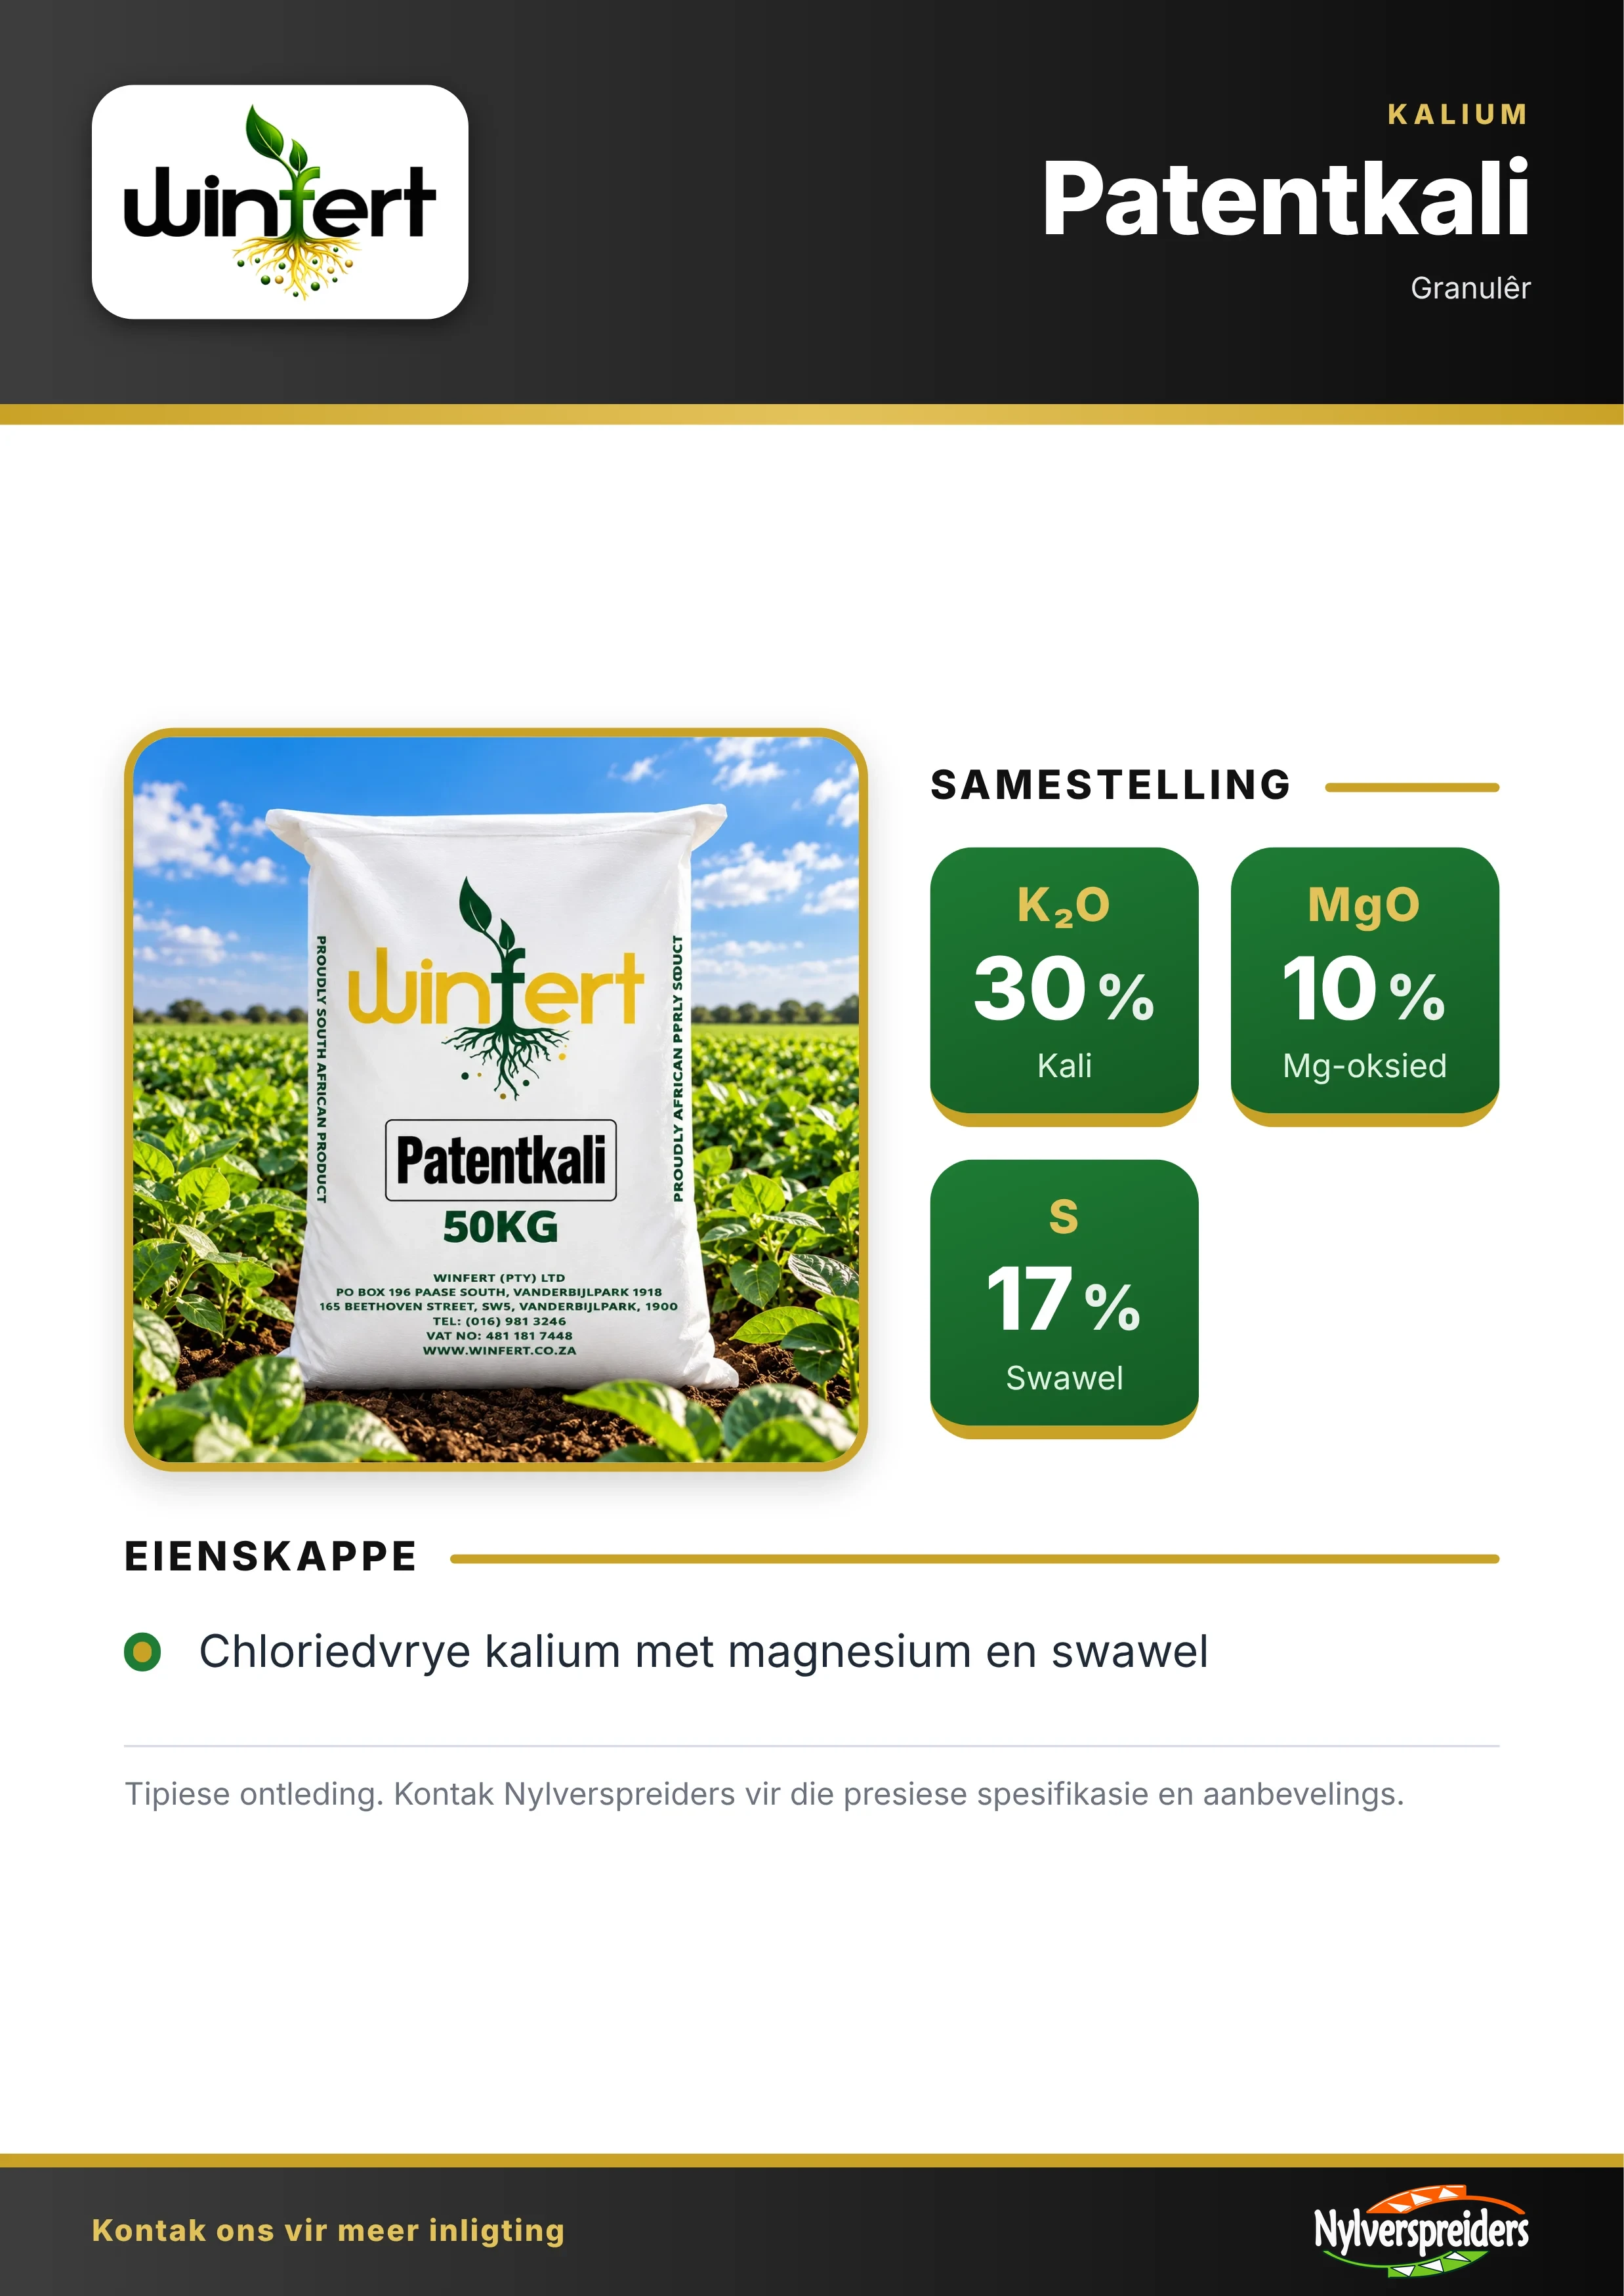 winfert
KALIUM
Patentkali
Granulêr
winfert
PROUDLY SOUTH AFRICAN PRODUCT
PROUDLY AFRICAN PPRLY SODUCT
Patentkali
50KG
WINFERT (PTY) LTD
PO BOX 196 PAASE SOUTH, VANDERBIJLPARK 1918
165 BEETHOVEN STREET, SW5, VANDERBIJLPARK, 1900
TEL: (016) 981 3246
VAT NO: 481 181 7448
WWW.WINFERT.CO.ZA
SAMESTELLING
K₂O
30 %
Kali
MgO
10 %
Mg-oksied
S
17 %
Swawel
EIENSKAPPE
Chloriedvrye kalium met magnesium en swawel
Tipiese ontleding. Kontak Nylverspreiders vir die presiese spesifikasie en aanbevelings.
Kontak ons vir meer inligting
Nylverspreiders